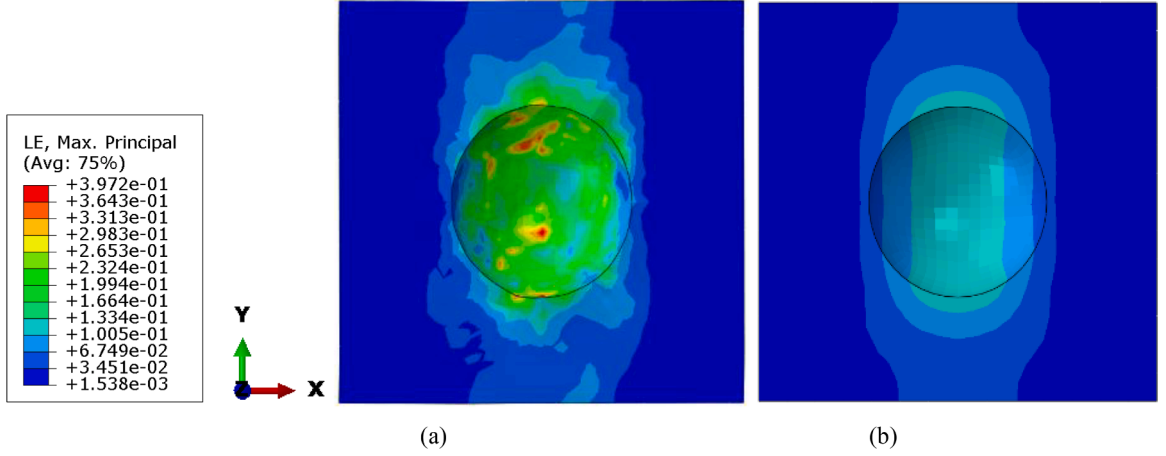 LE, Max. Principal
(Avg: 75%)
+3.972e-01
+3.643e-01
+3.313e-01
+2.983e-01
+2.653e-01
+2.324e-01
+1.994e-01
+1.664e-01
+1.334e-01
+1.005e-01
+6.749e-02
+3.451e-02
+1.538e-03
Y
Z
X
(a)
(b)